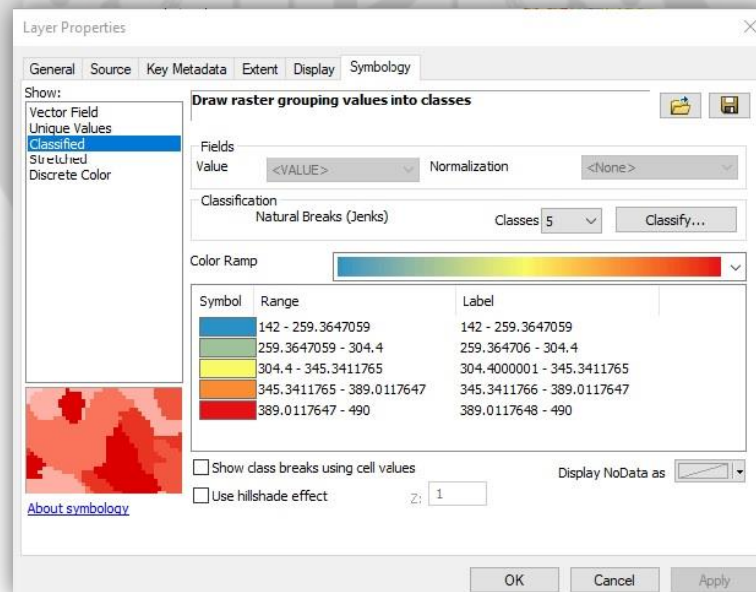 Layer Properties
General Source Key Metadata Extent Display Symbology
Show:
Vector Field
Unique Values
Classified
Stretched
Discrete Color
Draw raster grouping values into classes
Fields
Value <VALUE> Normalization <None>
Classification
Natural Breaks (Jenks) Classes 5 Classify...
Color Ramp
Symbol Range Label
142 - 259.3647059 142 - 259.3647059
259.3647059 - 304.4 259.364706 - 304.4
304.4 - 345.3411765 304.4000001 - 345.3411765
345.3411765 - 389.0117647 345.3411766 - 389.0117647
389.0117647 - 490 389.0117648 - 490
Show class breaks using cell values Display NoData as
Use hillshade effect Z: 1
About symbology
OK Cancel Apply